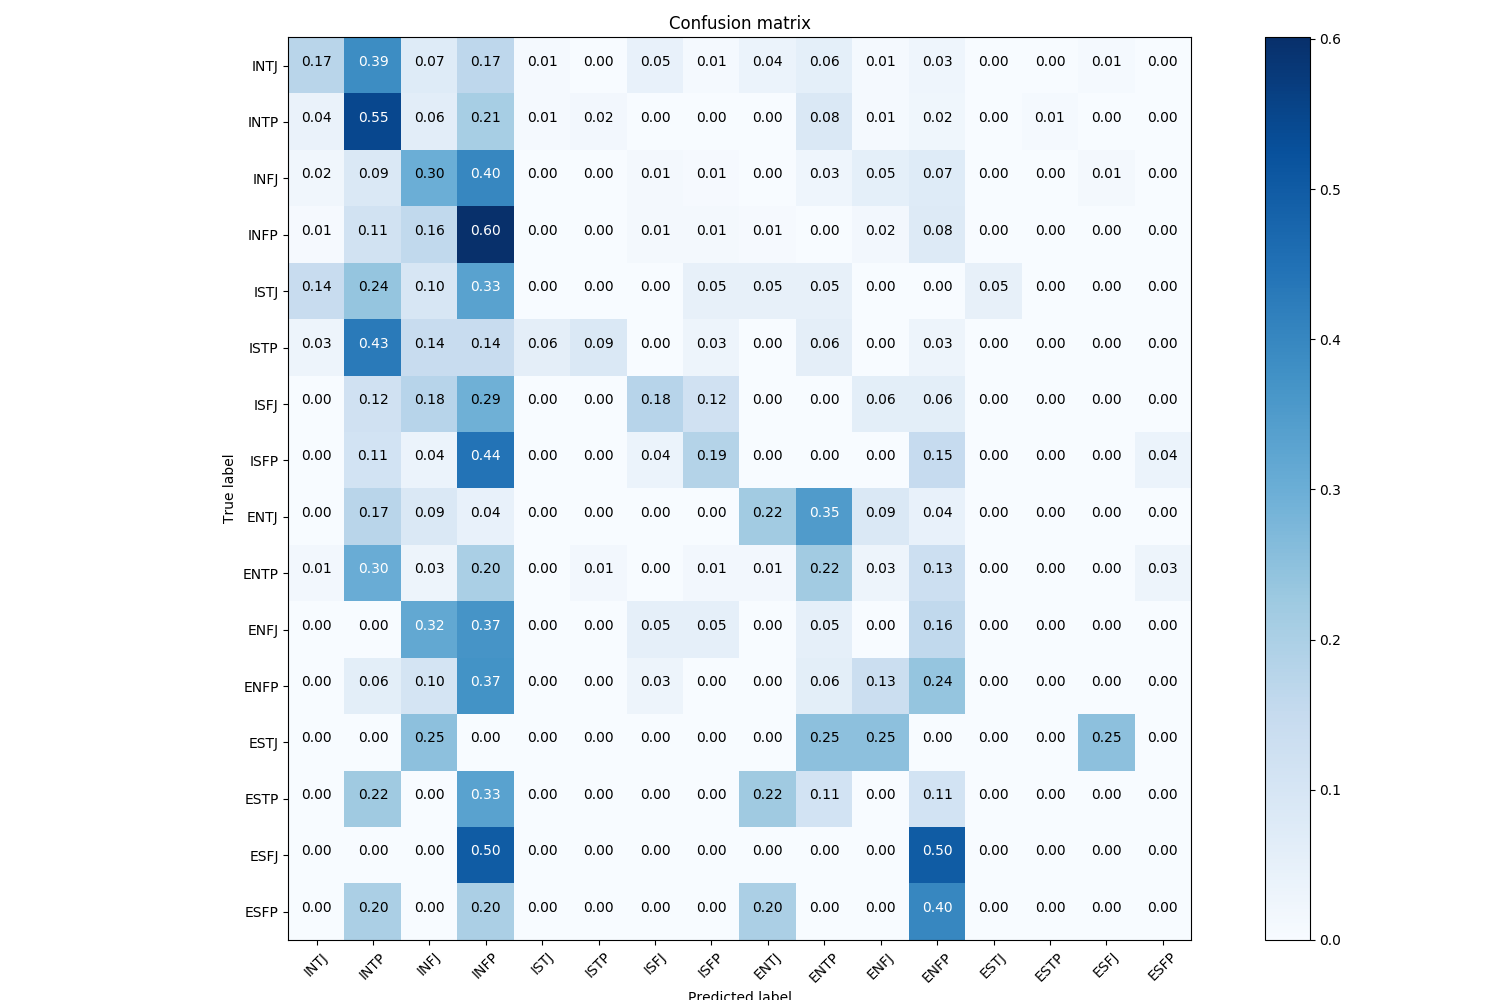 Confusion matrix
INTJ 0.17 0.39 0.07 0.17 0.01 0.00 0.05 0.01 0.04 0.06 0.01 0.03 0.00 0.00 0.01 0.00
INTP 0.04 0.55 0.06 0.21 0.01 0.02 0.00 0.00 0.00 0.08 0.01 0.02 0.00 0.01 0.00 0.00
INFJ 0.02 0.09 0.30 0.40 0.00 0.00 0.01 0.01 0.00 0.03 0.05 0.07 0.00 0.00 0.01 0.00
INFP 0.01 0.11 0.16 0.60 0.00 0.00 0.01 0.01 0.01 0.00 0.02 0.08 0.00 0.00 0.00 0.00
ISTJ 0.14 0.24 0.10 0.33 0.00 0.00 0.00 0.05 0.05 0.05 0.00 0.00 0.05 0.00 0.00 0.00
ISTP 0.03 0.43 0.14 0.14 0.06 0.09 0.00 0.03 0.00 0.06 0.00 0.03 0.00 0.00 0.00 0.00
ISFJ 0.00 0.12 0.18 0.29 0.00 0.00 0.18 0.12 0.00 0.00 0.06 0.06 0.00 0.00 0.00 0.00
ISFP 0.00 0.11 0.04 0.44 0.00 0.00 0.04 0.19 0.00 0.00 0.00 0.15 0.00 0.00 0.00 0.04
ENTJ 0.00 0.17 0.09 0.04 0.00 0.00 0.00 0.00 0.22 0.35 0.09 0.04 0.00 0.00 0.00 0.00
ENTP 0.01 0.30 0.03 0.20 0.00 0.01 0.00 0.01 0.01 0.22 0.03 0.13 0.00 0.00 0.00 0.03
ENFJ 0.00 0.00 0.32 0.37 0.00 0.00 0.05 0.05 0.00 0.05 0.00 0.16 0.00 0.00 0.00 0.00
ENFP 0.00 0.06 0.10 0.37 0.00 0.00 0.03 0.00 0.00 0.06 0.13 0.24 0.00 0.00 0.00 0.00
ESTJ 0.00 0.00 0.25 0.00 0.00 0.00 0.00 0.00 0.00 0.25 0.25 0.00 0.00 0.00 0.25 0.00
ESTP 0.00 0.22 0.00 0.33 0.00 0.00 0.00 0.00 0.22 0.11 0.00 0.11 0.00 0.00 0.00 0.00
ESFJ 0.00 0.00 0.00 0.50 0.00 0.00 0.00 0.00 0.00 0.00 0.00 0.50 0.00 0.00 0.00 0.00
ESFP 0.00 0.20 0.00 0.20 0.00 0.00 0.00 0.00 0.20 0.00 0.00 0.40 0.00 0.00 0.00 0.00
True label
INTJ INTP INFJ INFP ISTJ ISTP ISFJ ISFP ENTJ ENTP ENFJ ENFP ESTJ ESTP ESFJ ESFP
Predicted label
0.6
0.5
0.4
0.3
0.2
0.1
0.0